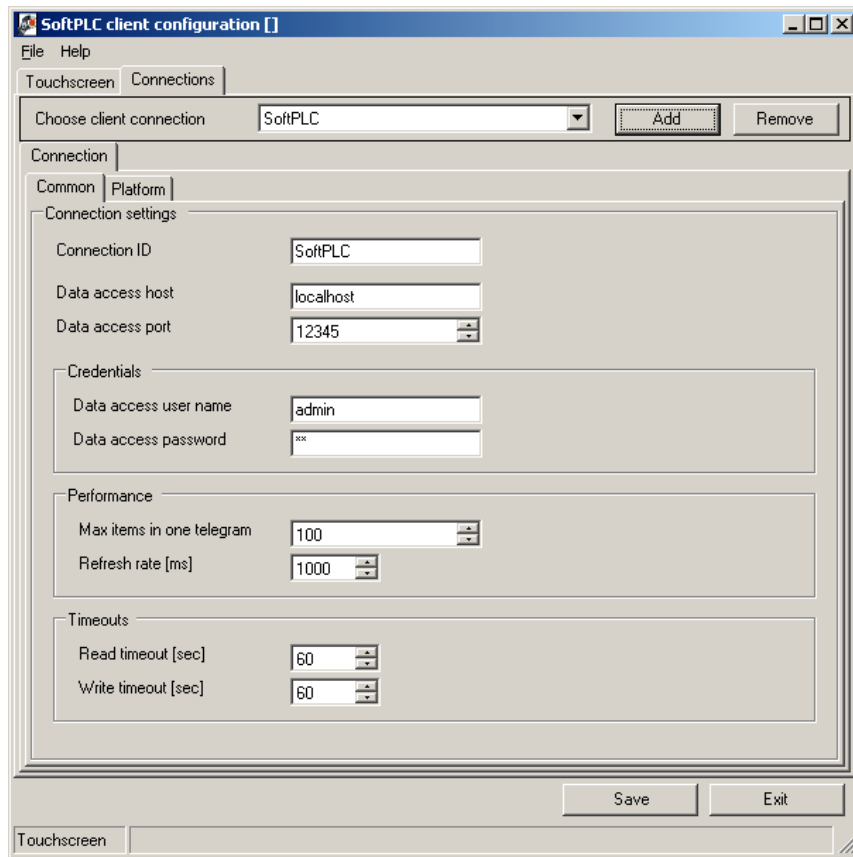 SoftPLC client configuration []
File Help
Touchscreen Connections
Choose client connection SoftPLC Add Remove
Connection
Common Platform
Connection settings
Connection ID SoftPLC
Data access host localhost
Data access port 12345
Credentials
Data access user name admin
Data access password **
Performance
Max items in one telegram 100
Refresh rate [ms] 1000
Timeouts
Read timeout [sec] 60
Write timeout [sec] 60
Save Exit
Touchscreen